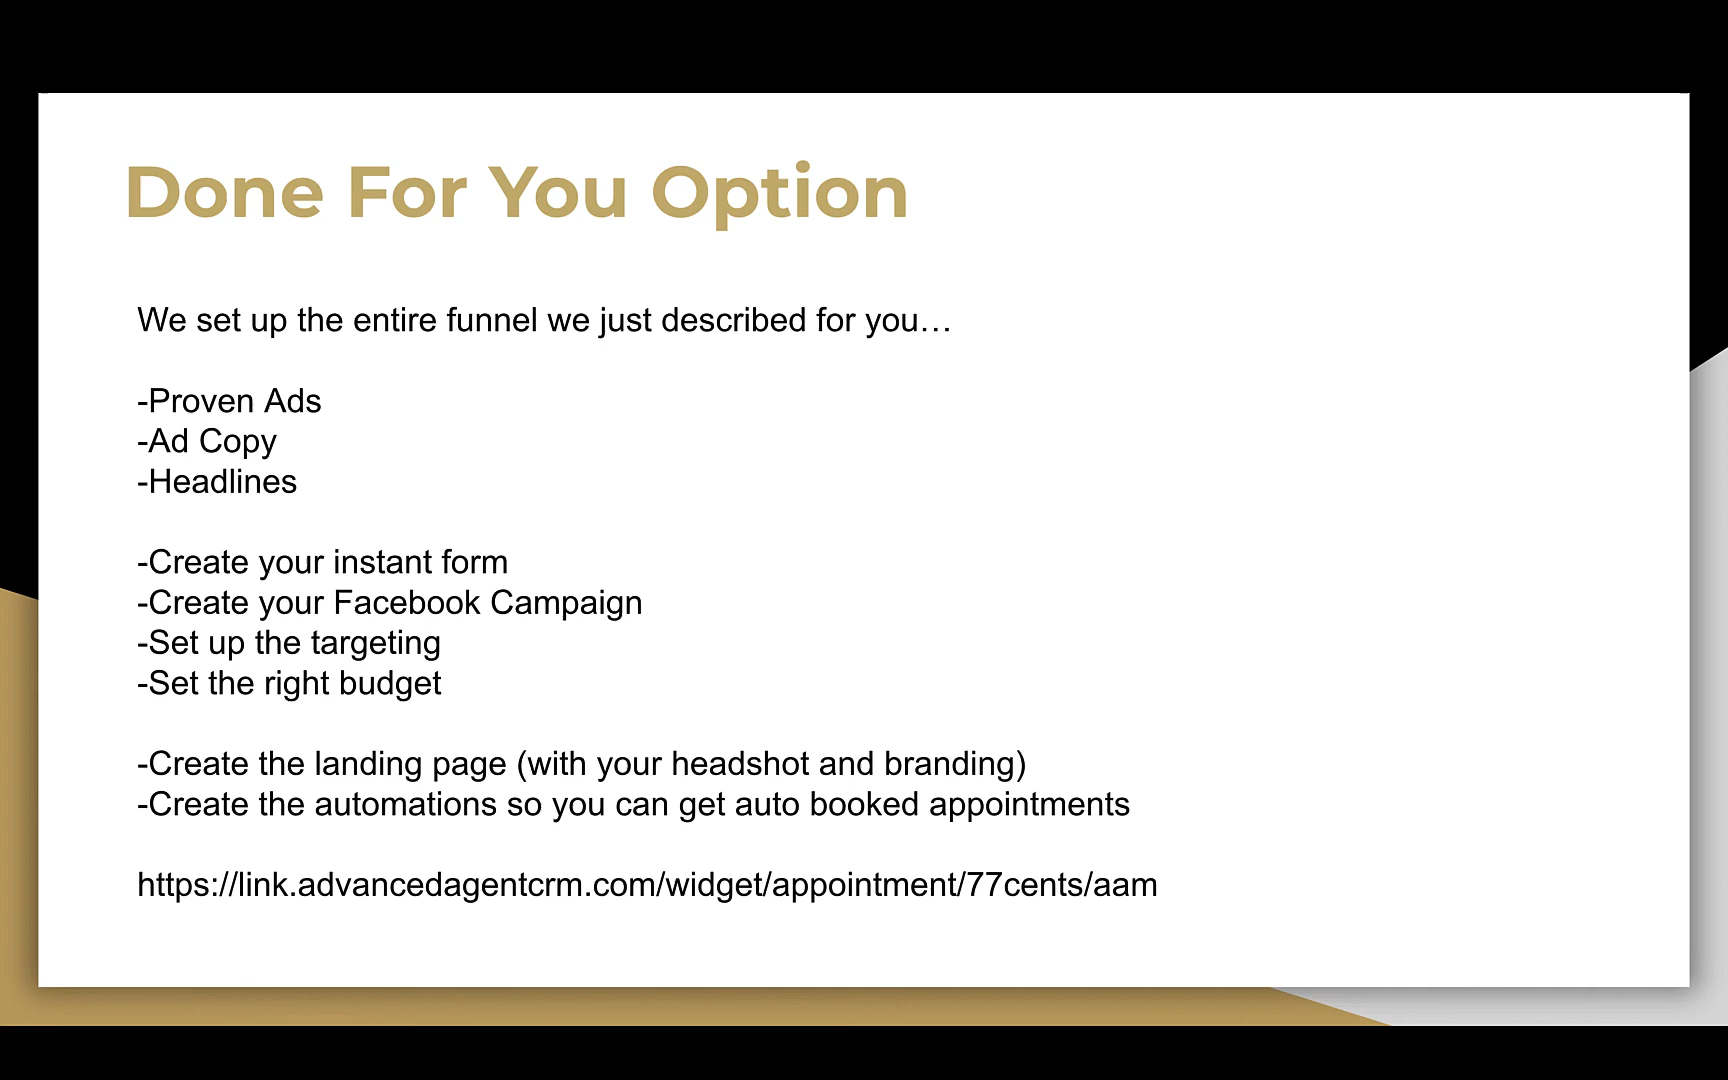 Done For You Option
We set up the entire funnel we just described for you…
-Proven Ads
-Ad Copy
-Headlines
-Create your instant form
-Create your Facebook Campaign
-Set up the targeting
-Set the right budget
-Create the landing page (with your headshot and branding)
-Create the automations so you can get auto booked appointments
https://link.advancedagentcrm.com/widget/appointment/77cents/aam